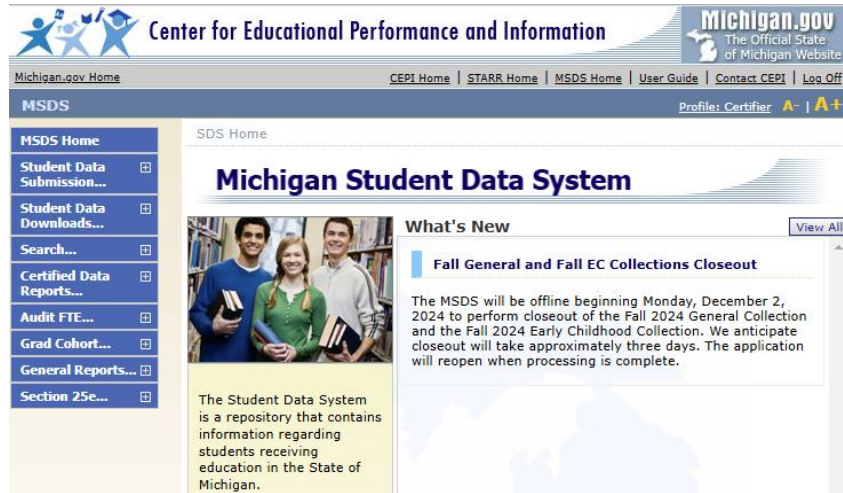 Center for Educational Performance and Information
Michigan.gov
The Official State
of Michigan Website
Michigan.gov Home
CEPI Home | STARR Home | MSDS Home | User Guide | Contact CEPI | Log Off
MSDS
Profile: Certifier A- | A+
MSDS Home
Student Data
Submission...
Student Data
Downloads...
Search...
Certified Data
Reports...
Audit FTE...
Grad Cohort...
General Reports...
Section 25e...
SDS Home
Michigan Student Data System
The Student Data System
is a repository that contains
information regarding
students receiving
education in the State of
Michigan.
What's New
View All
Fall General and Fall EC Collections Closeout
The MSDS will be offline beginning Monday, December 2,
2024 to perform closeout of the Fall 2024 General Collection
and the Fall 2024 Early Childhood Collection. We anticipate
closeout will take approximately three days. The application
will reopen when processing is complete.